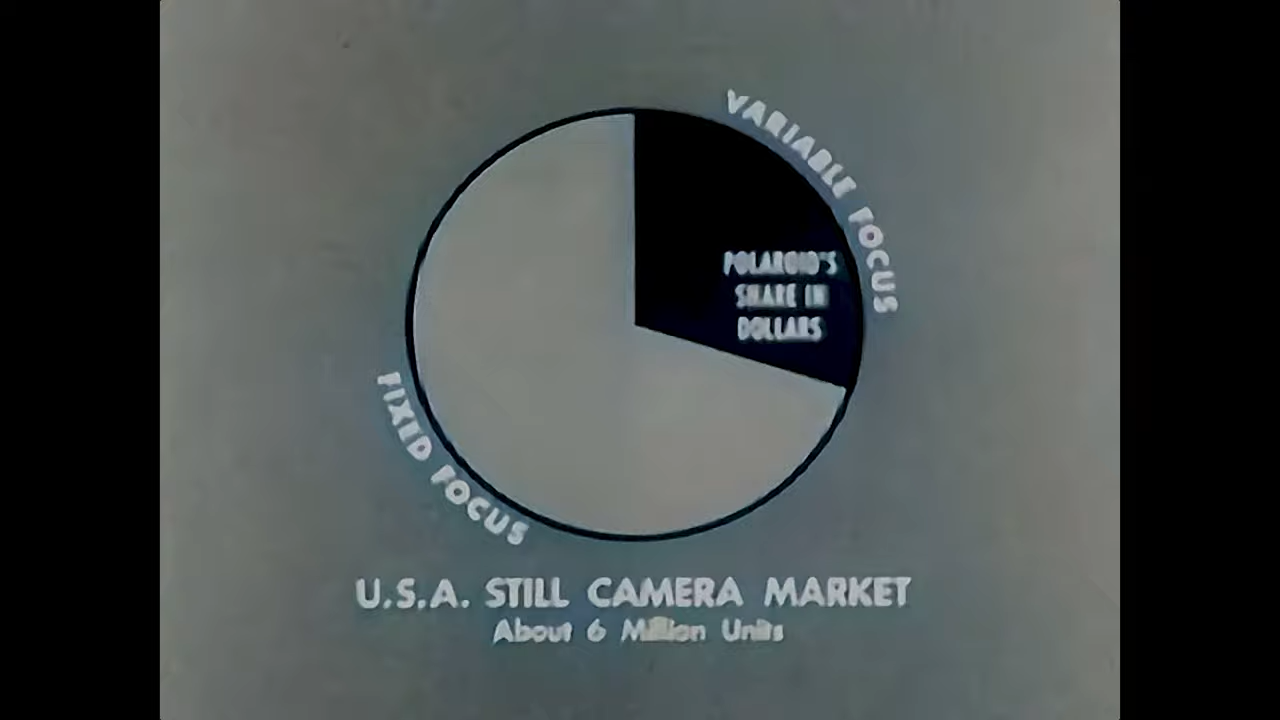 VARIABLE FOCUS
POLAROID'S
SHARE IN
DOLLARS
FIXED FOCUS
U.S.A. STILL CAMERA MARKET
About 6 Million Units